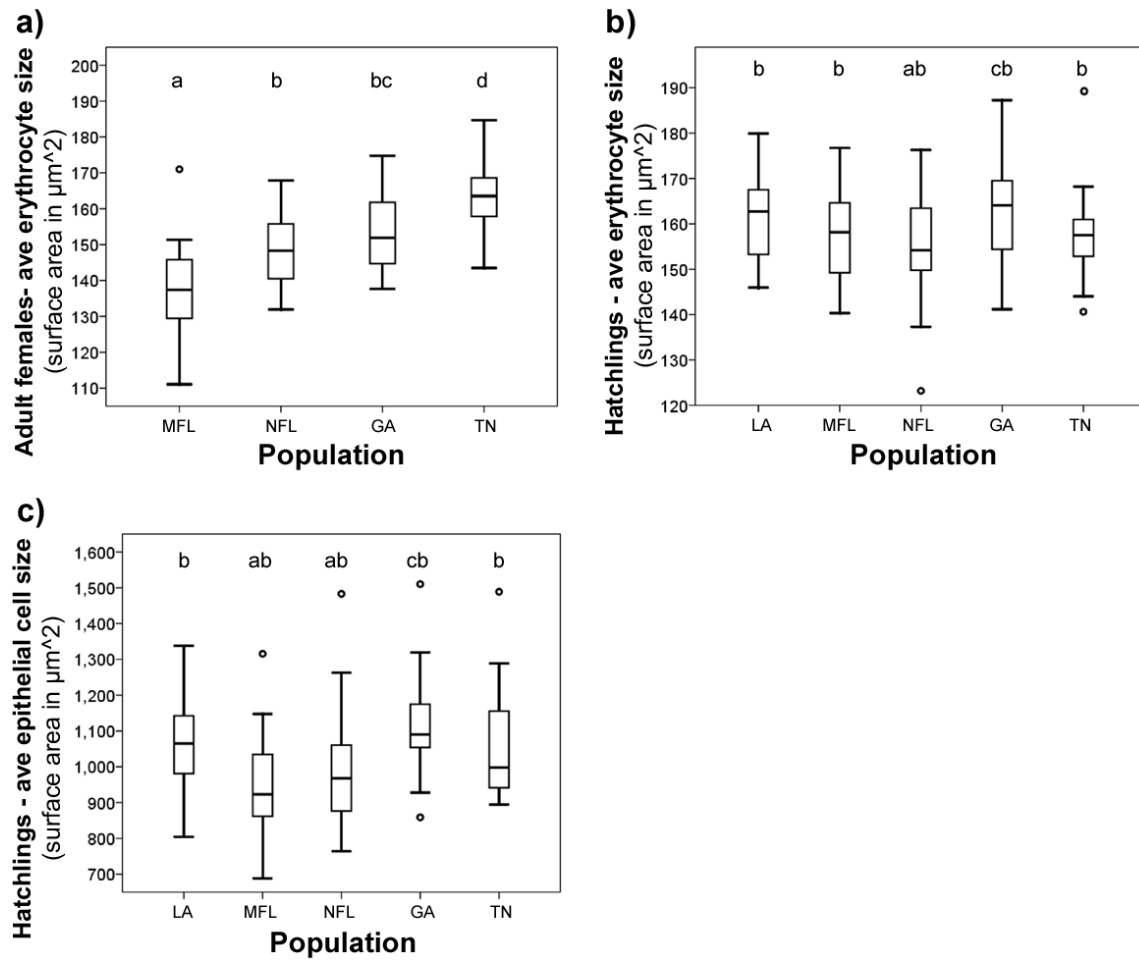 a)
Adult females- ave erythrocyte size
(surface area in µm^2)
200
190
180
170
160
150
140
130
120
110
a b bc d
MFL NFL GA TN
Population
b)
Hatchlings - ave erythrocyte size
(surface area in µm^2)
190
180
170
160
150
140
130
120
b b ab cb b
LA MFL NFL GA TN
Population
c)
Hatchlings - ave epithelial cell size
(surface area in µm^2)
1,600
1,500
1,400
1,300
1,200
1,100
1,000
900
800
700
b ab ab cb b
LA MFL NFL GA TN
Population